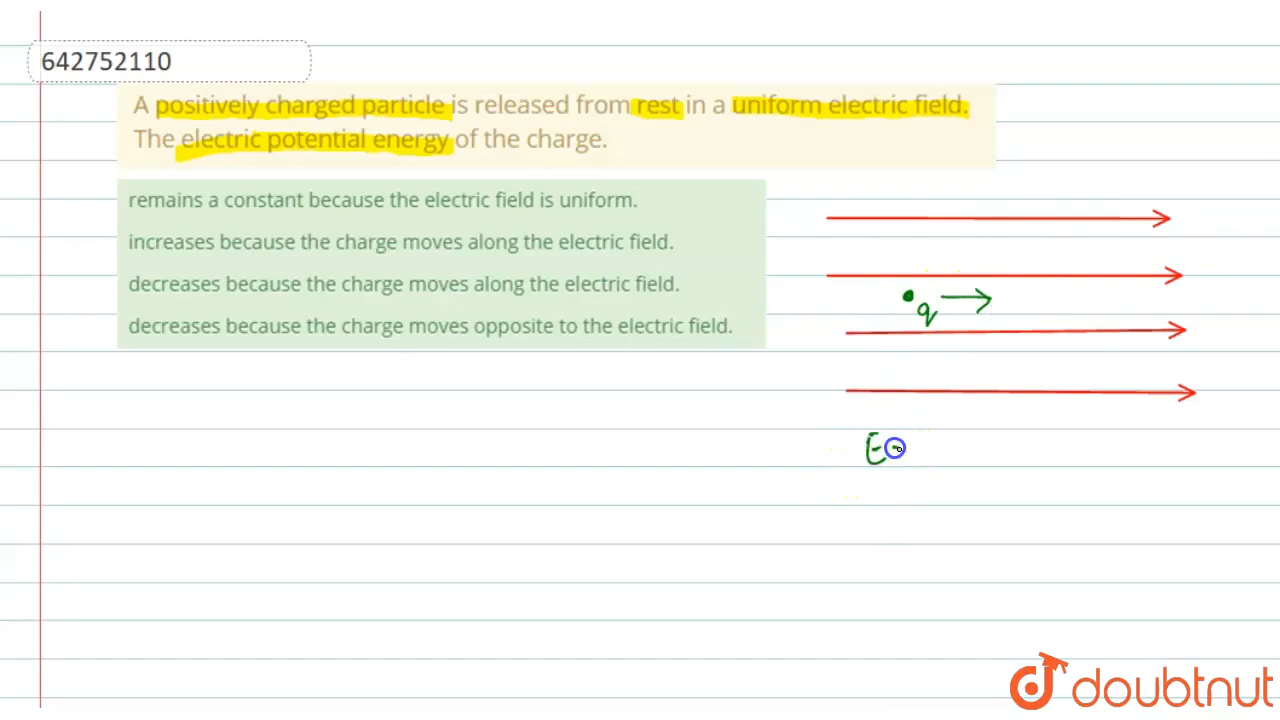 642752110
A positively charged particle is released from rest in a uniform electric field.
The electric potential energy of the charge.
remains a constant because the electric field is uniform.
increases because the charge moves along the electric field.
decreases because the charge moves along the electric field.
decreases because the charge moves opposite to the electric field.
q
E
doubtnut